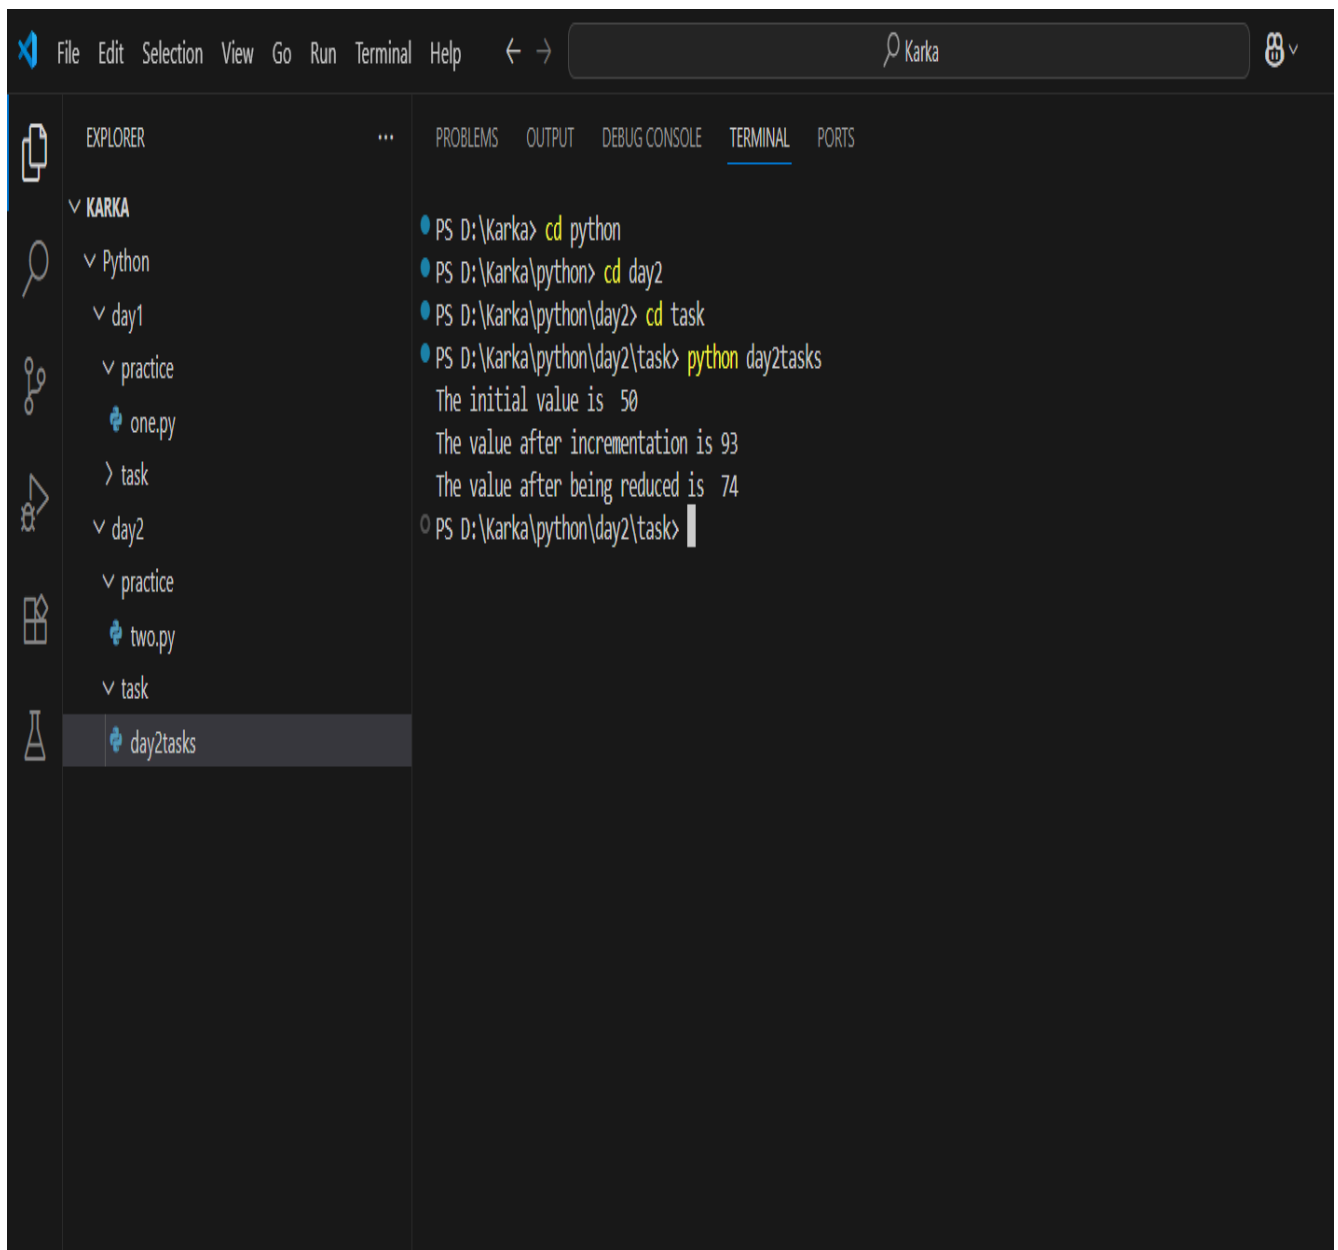 File Edit Selection View Go Run Terminal Help Karka
EXPLORER ...
KARKA
Python
day1
practice
one.py
task
day2
practice
two.py
task
day2tasks
PROBLEMS OUTPUT DEBUG CONSOLE TERMINAL PORTS
PS D:\Karka> cd python
PS D:\Karka\python> cd day2
PS D:\Karka\python\day2> cd task
PS D:\Karka\python\day2\task> python day2tasks
The initial value is  50
The value after incrementation is 93
The value after being reduced is  74
PS D:\Karka\python\day2\task>